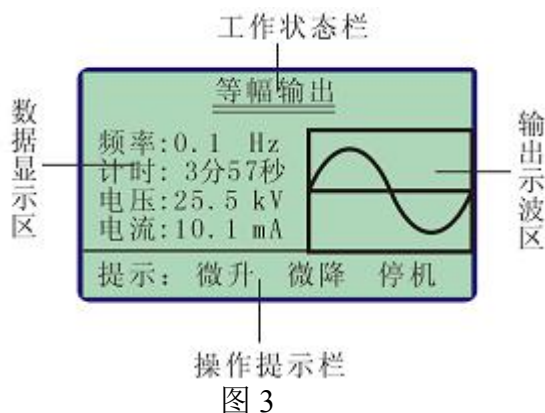 工作状态栏
等幅输出
数据显示区
频率:0.1 Hz
计时: 3分57秒
电压:25.5 kV
电流:10.1 mA
输出示波区
提示: 微升 微降 停机
操作提示栏
图 3